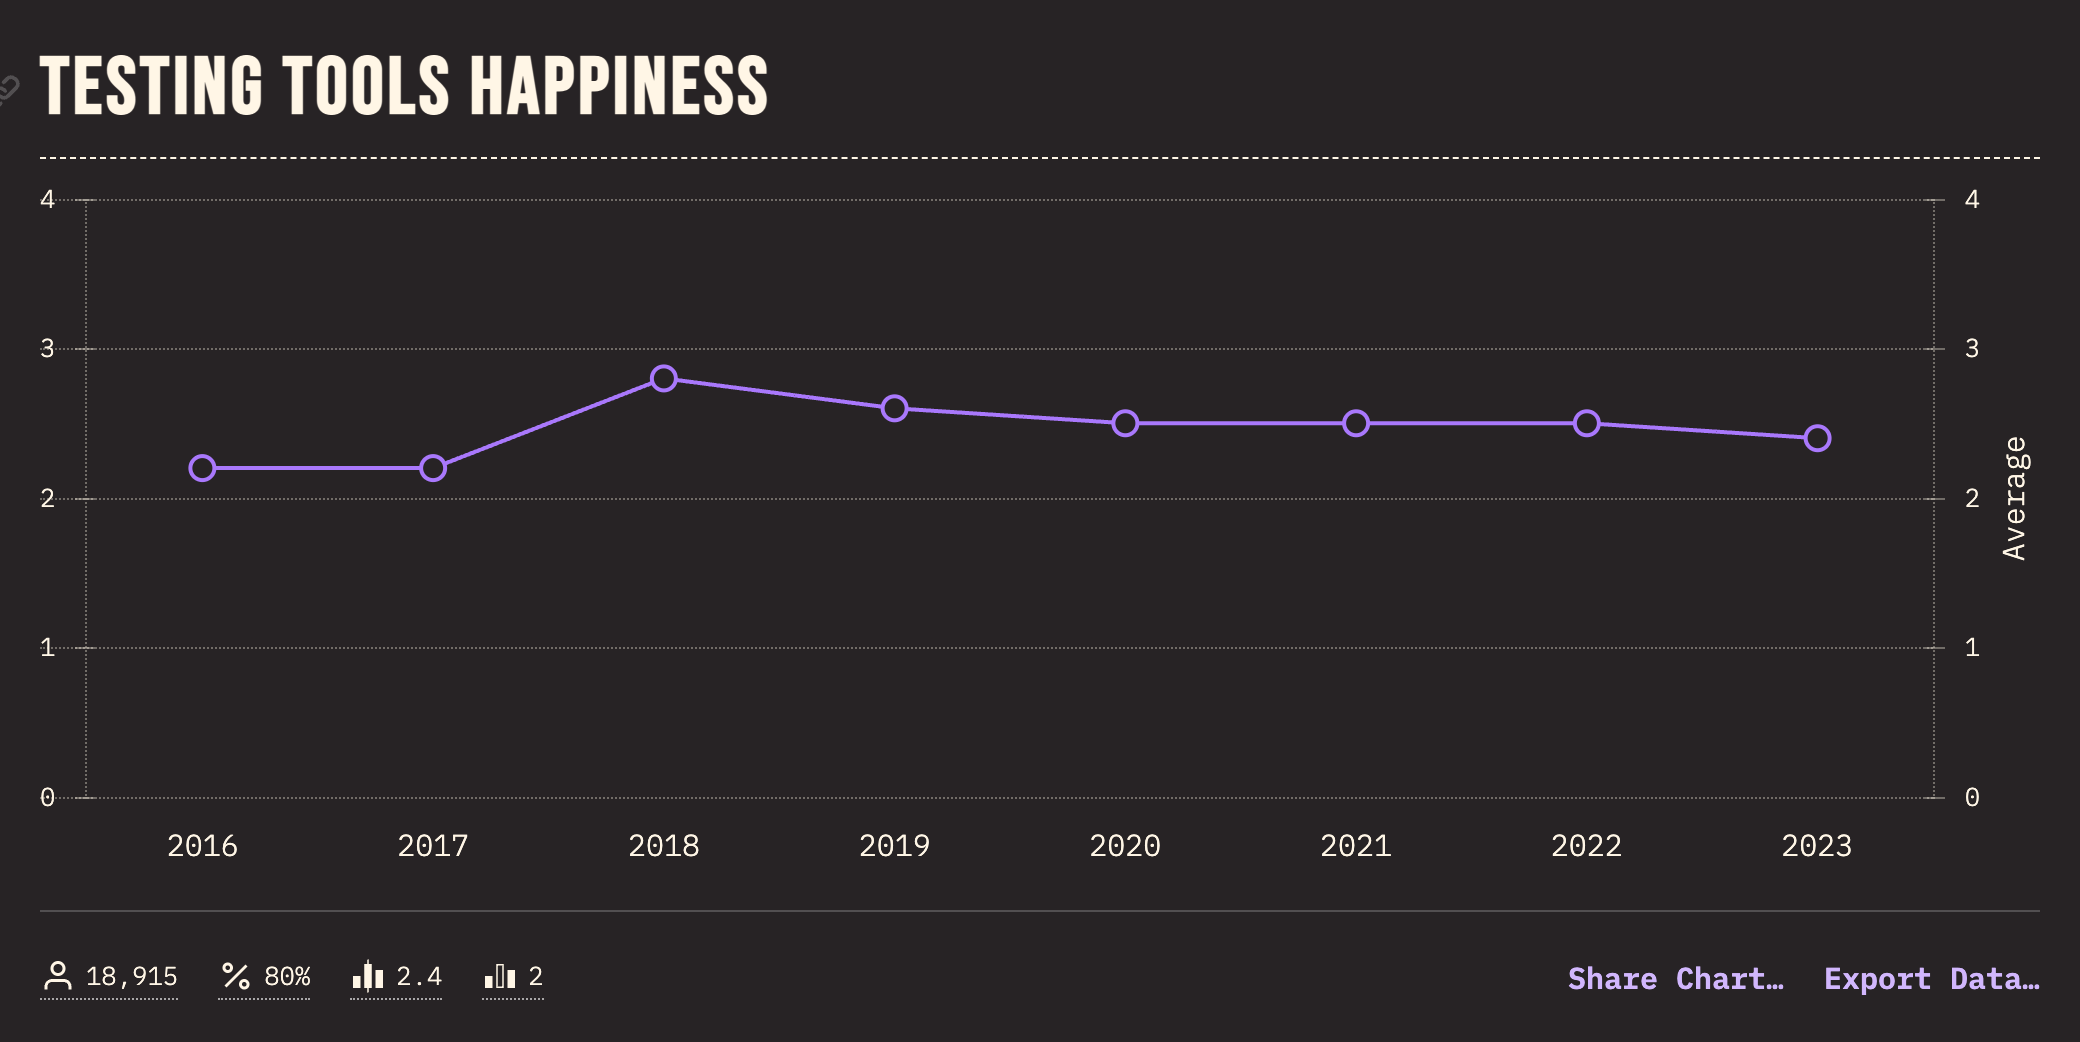 TESTING TOOLS HAPPINESS
4 4
3 3
2 2
1 1
0 0
Average
2016 2017 2018 2019 2020 2021 2022 2023
18,915 80% 2.4 2 Share Chart… Export Data…